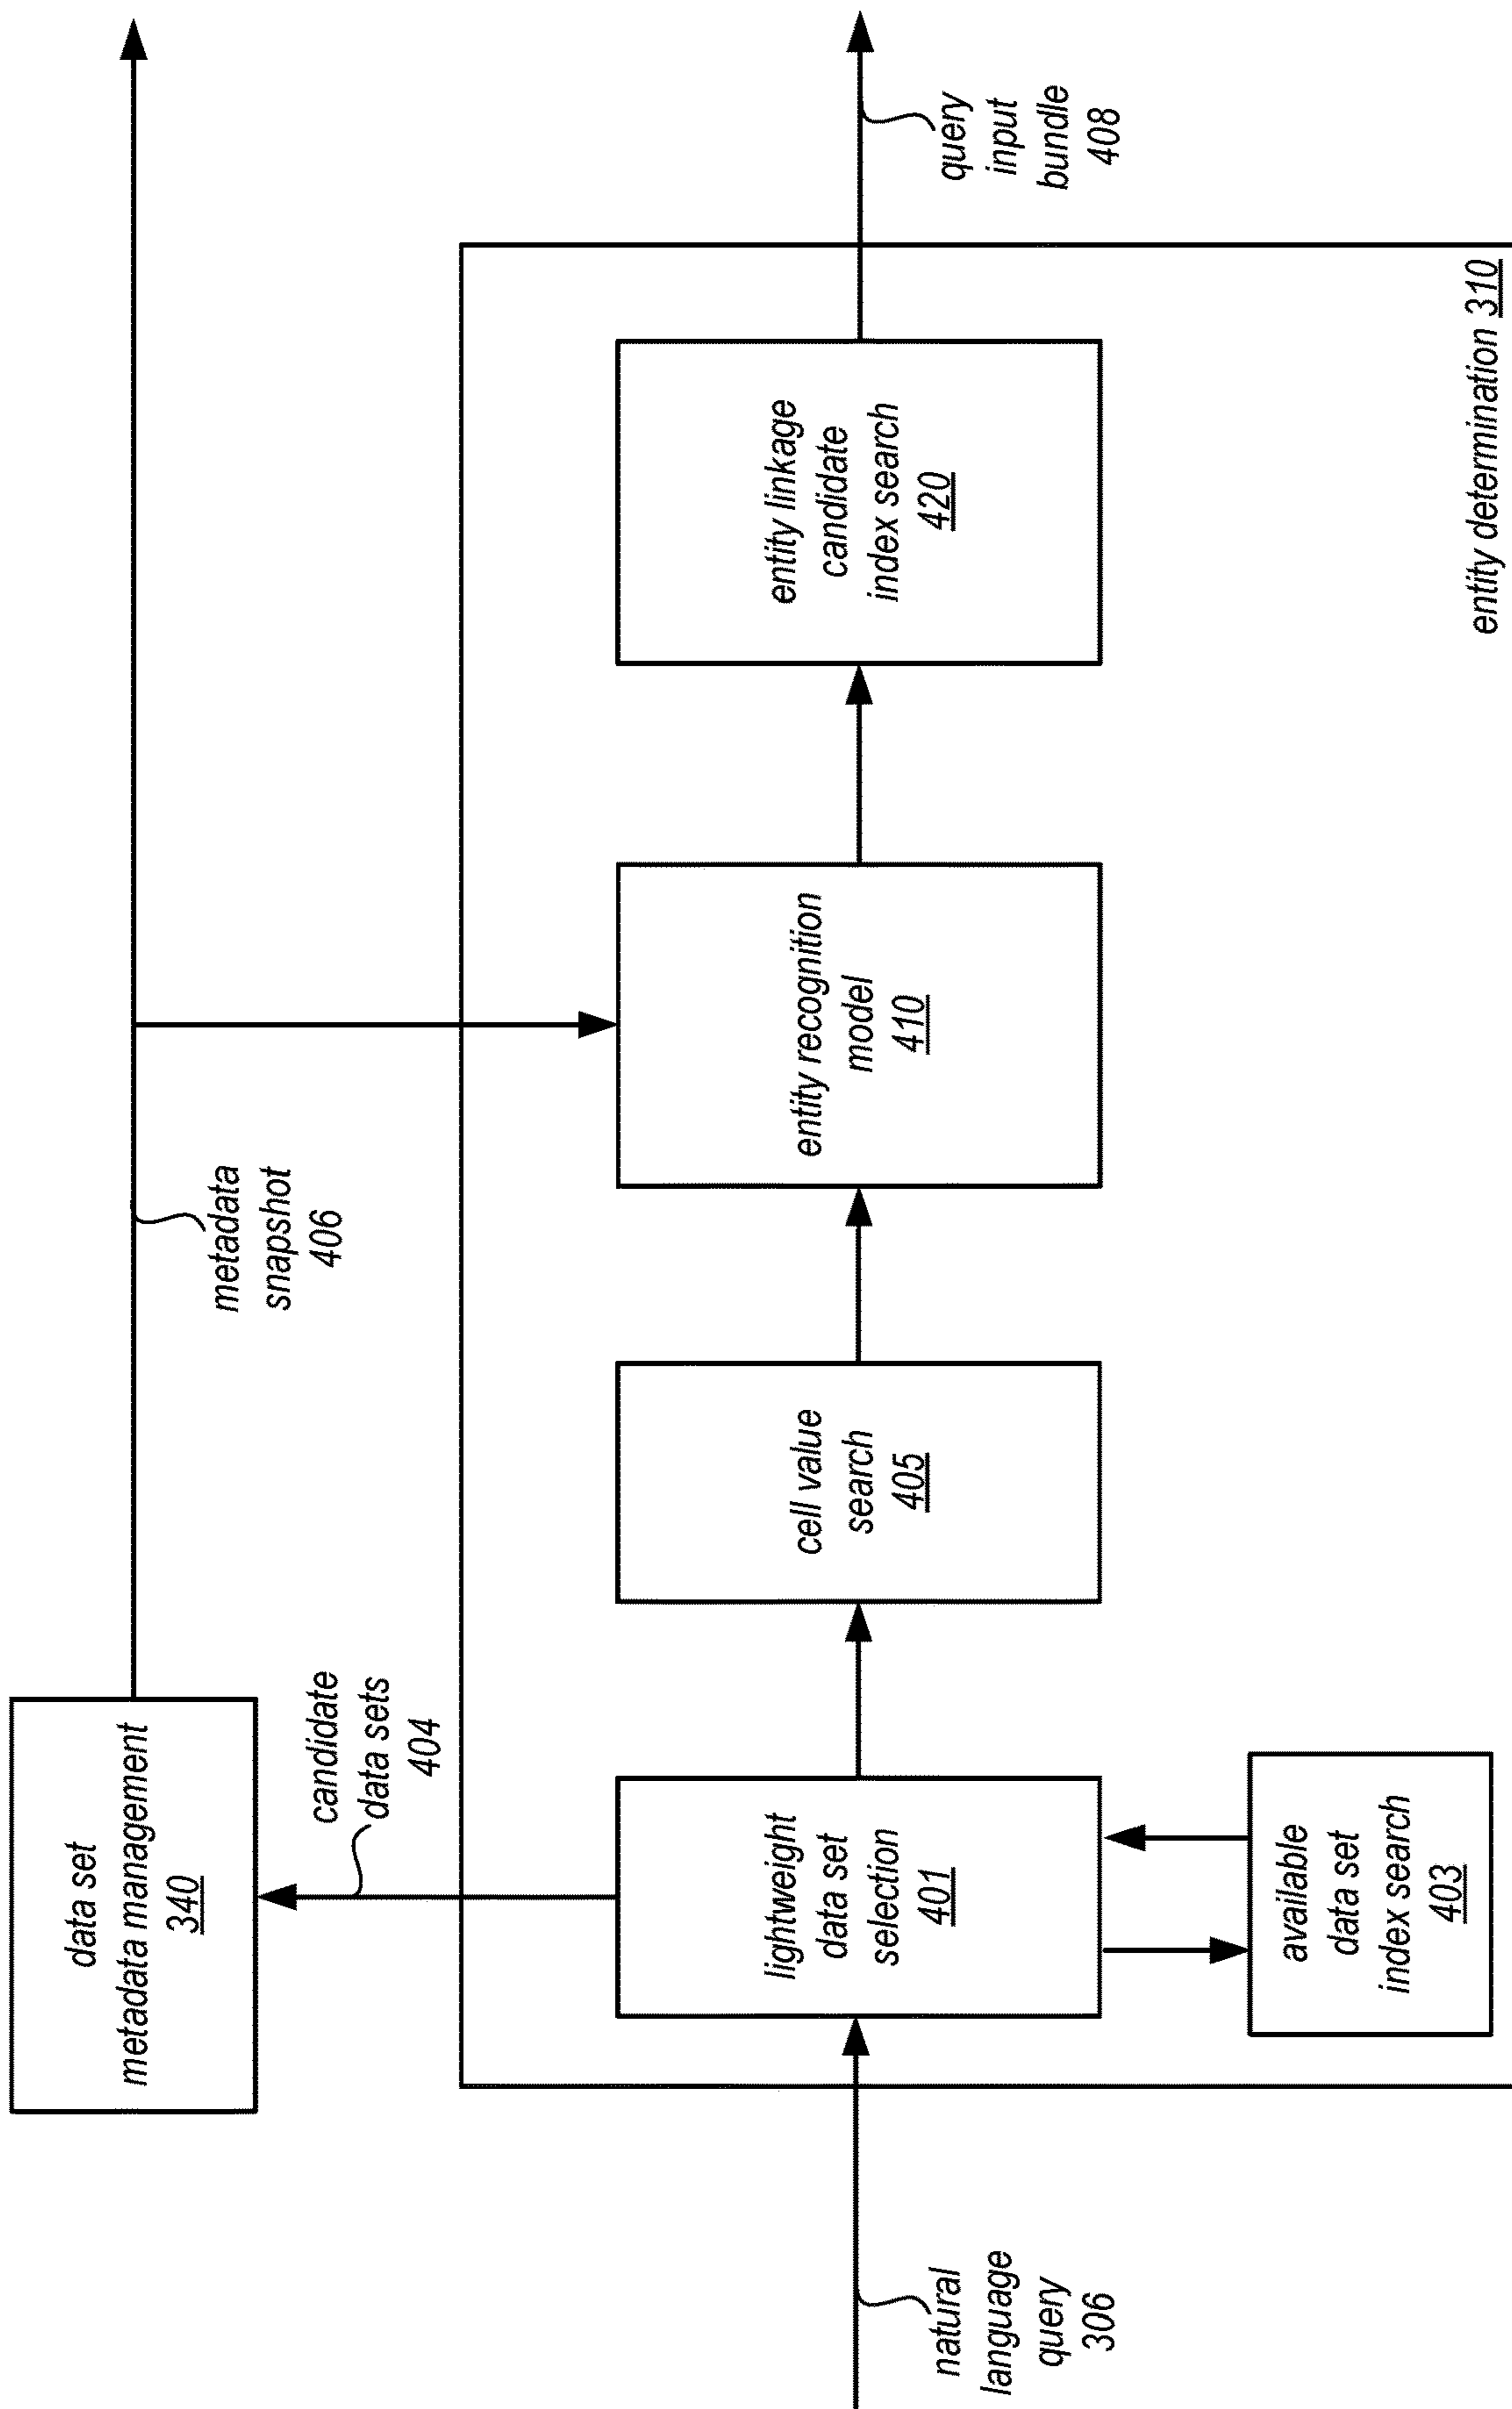 data set
metadata management
340
metadata
snapshot
406
candidate
data sets
404
natural
language
query
306
lightweight
data set
selection
401
available
data set
index search
403
cell value
search
405
entity recognition
model
410
entity linkage
candidate
index search
420
query
input
bundle
408
entity determination 310